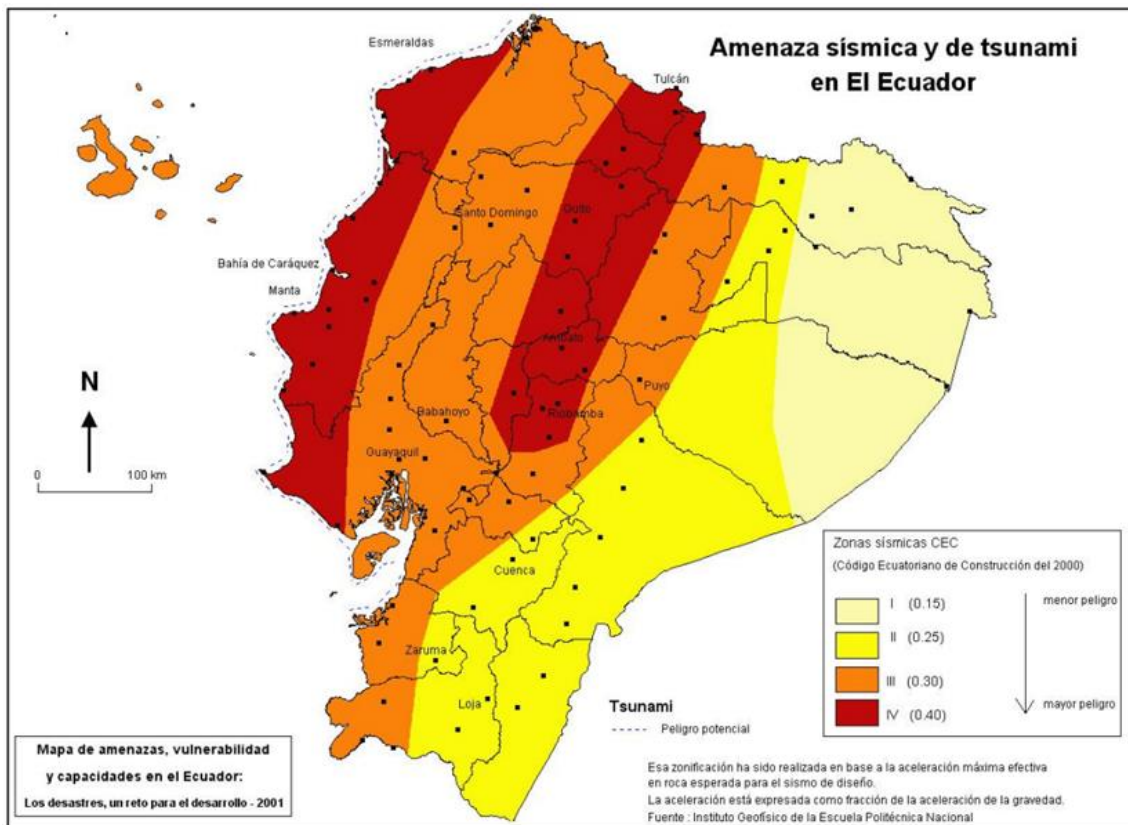 Amenaza sísmica y de tsunami
en El Ecuador
Esmeraldas
Tulcán
Santo Domingo
Quito
Bahía de Caráquez
Manta
Ambato
Puyo
Riobamba
Babahoyo
Guayaquil
Cuenca
Zaruma
Loja
N
0
100 km
Zonas sísmicas CEC
(Código Ecuatoriano de Construcción del 2000)
I (0.15)
menor peligro
II (0.25)
III (0.30)
IV (0.40)
mayor peligro
Tsunami
Peligro potencial
Mapa de amenazas, vulnerabilidad
y capacidades en el Ecuador:
Los desastres, un reto para el desarrollo - 2001
Esa zonificación ha sido realizada en base a la aceleración máxima efectiva
en roca esperada para el sismo de diseño.
La aceleración está expresada como fracción de la aceleración de la gravedad.
Fuente : Instituto Geofísico de la Escuela Politécnica Nacional